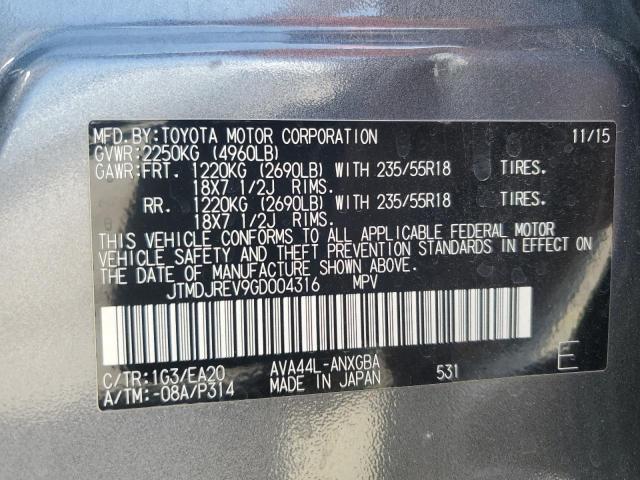 MFD.BY:TOYOTA MOTOR CORPORATION 11/15
GVWR:2250KG (4960LB)
GAWR:FRT. 1220KG (2690LB) WITH 235/55R18 TIRES.
18X7 1/2J RIMS.
RR. 1220KG (2690LB) WITH 235/55R18 TIRES.
18X7 1/2J RIMS.
THIS VEHICLE CONFORMS TO ALL APPLICABLE FEDERAL MOTOR
VEHICLE SAFETY AND THEFT PREVENTION STANDARDS IN EFFECT ON
THE DATE OF MANUFACTURE SHOWN ABOVE.
JTMDJREV9GD004316 MPV
C/TR:1G3/EA20 AVA44L-ANXGBA
A/TM:-08A/P314 MADE IN JAPAN 531 E